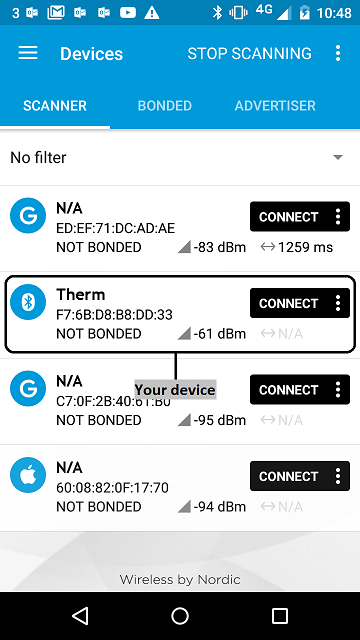 3 4G 10:48
Devices STOP SCANNING
SCANNER BONDED ADVERTISER
No filter
N/A
ED:EF:71:DC:AD:AE
NOT BONDED -83 dBm 1259 ms
CONNECT
Therm
F7:6B:D8:B8:DD:33
NOT BONDED -61 dBm N/A
CONNECT
Your device
N/A
C7:0F:2B:40:61:B0
NOT BONDED -95 dBm N/A
CONNECT
N/A
60:08:82:0F:17:70
NOT BONDED -94 dBm N/A
CONNECT
Wireless by Nordic